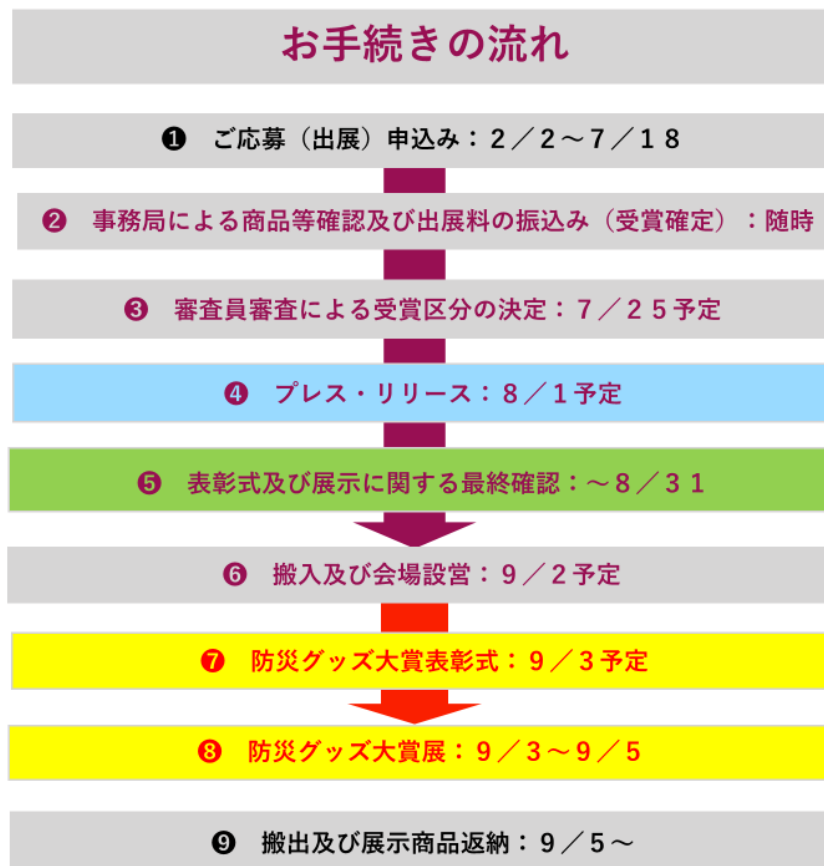 お手続きの流れ
❶　ご応募（出展）申込み：２／２～７／１８
❷　事務局による商品等確認及び出展料の振込み（受賞確定）：随時
❸　審査員審査による受賞区分の決定：７／２５予定
❹　プレス・リリース：８／１予定
❺　表彰式及び展示に関する最終確認：～８／３１
❻　搬入及び会場設営：９／２予定
❼　防災グッズ大賞表彰式：９／３予定
❽　防災グッズ大賞展：９／３～９／５
❾　搬出及び展示商品返納：９／５～